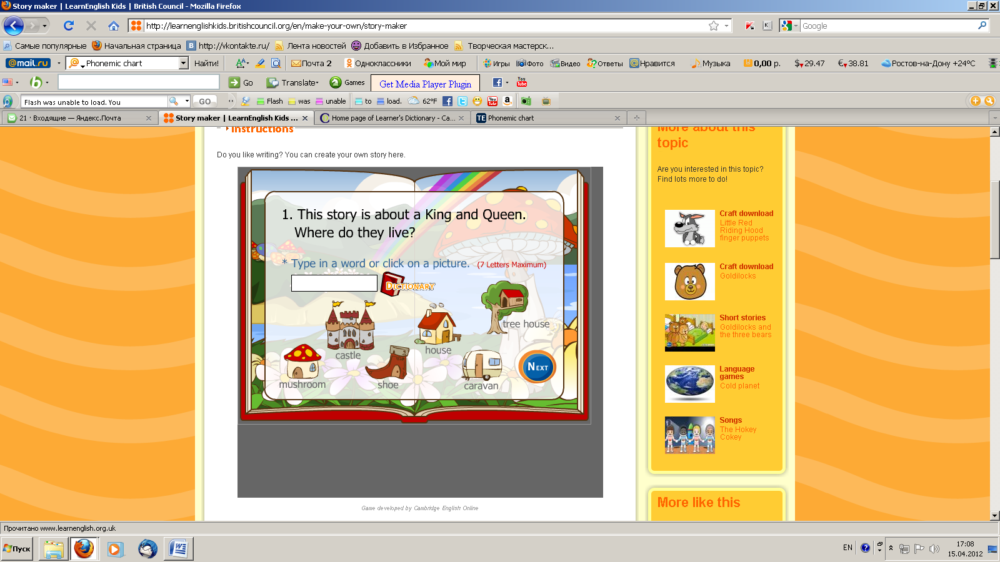 Story maker | LearnEnglish Kids | British Council - Mozilla Firefox
http://learnenglishkids.britishcouncil.org/en/make-your-own/story-maker
K
Google
Самые популярные
Начальная страница
http://vkontakte.ru/
Лента новостей
Добавить в Избранное
Творческая мастерск...
@mail.ru
Phonemic chart
Найти!
Почта 2
Одноклассники
Мой мир
Игры
Фото
Видео
Ответы
Нравится
Музыка
0,00 р.
$ 29.47
€ 38.81
Ростов-на-Дону +24°C
Go
Translate
Games
Get Media Player Plugin
You Tube
Flash was unable to load. You
GO
Flash
was
unable
to
load.
62°F
You Tube
21 · Входящие — Яндекс.Почта
Story maker | LearnEnglish Kids ...
Home page of Learner's Dictionary - Ca...
TE Phonemic chart
Instructions
Do you like writing? You can create your own story here.
1. This story is about a King and Queen.
Where do they live?
* Type in a word or click on a picture. (7 Letters Maximum)
DICTIONARY
tree house
castle
house
mushroom
shoe
caravan
NEXT
Game developed by Cambridge English Online
More about this
topic
Are you interested in this topic?
Find lots more to do!
Craft download
Little Red
Riding Hood
finger puppets
Craft download
Goldilocks
Short stories
Goldilocks and
the three bears
Language
games
Cold planet
Songs
The Hokey
Cokey
More like this
Прочитано www.learnenglish.org.uk
Пуск
EN
17:08
15.04.2012